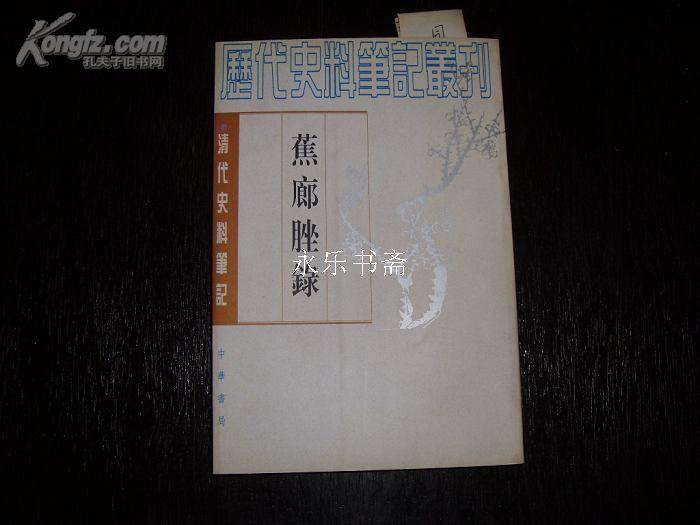 Kongfz.com
孔夫子旧书网
歷代史料筆記叢刊
清代史料筆記
蕉廊脞錄
永乐书斋
中華書局